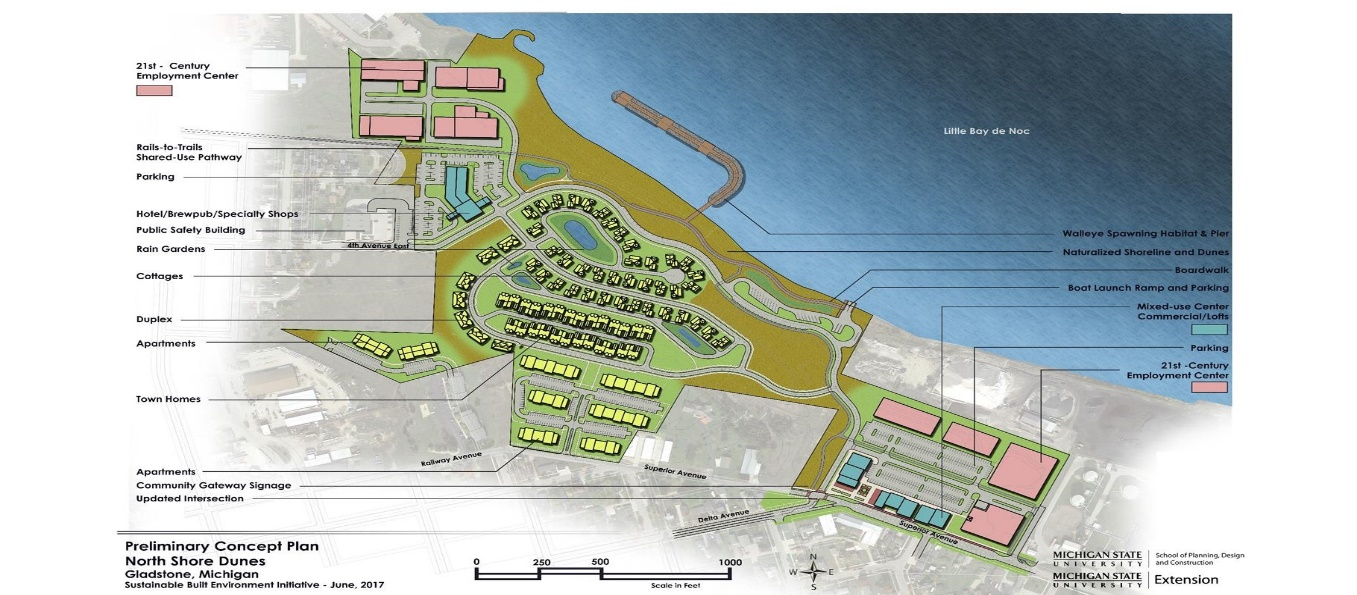 21st - Century
Employment Center
Rails-to-Trails
Shared-Use Pathway
Parking
Hotel/Brewpub/Specialty Shops
Public Safety Building
4th Avenue East
Rain Gardens
Cottages
Duplex
Apartments
Town Homes
Apartments
Community Gateway Signage
Updated Intersection
Little Bay de Noc
Walleye Spawning Habitat & Pier
Naturalized Shoreline and Dunes
Boardwalk
Boat Launch Ramp and Parking
Mixed-use Center
Commercial/Lofts
Parking
21st -Century
Employment Center
Railway Avenue
Superior Avenue
Delta Avenue
Superior Avenue
Preliminary Concept Plan
North Shore Dunes
Gladstone, Michigan
Sustainable Built Environment Initiative - June, 2017
0 250 500 1000
Scale in Feet
N
W E
S
MICHIGAN STATE
UNIVERSITY
School of Planning, Design
and Construction
MICHIGAN STATE
UNIVERSITY
Extension